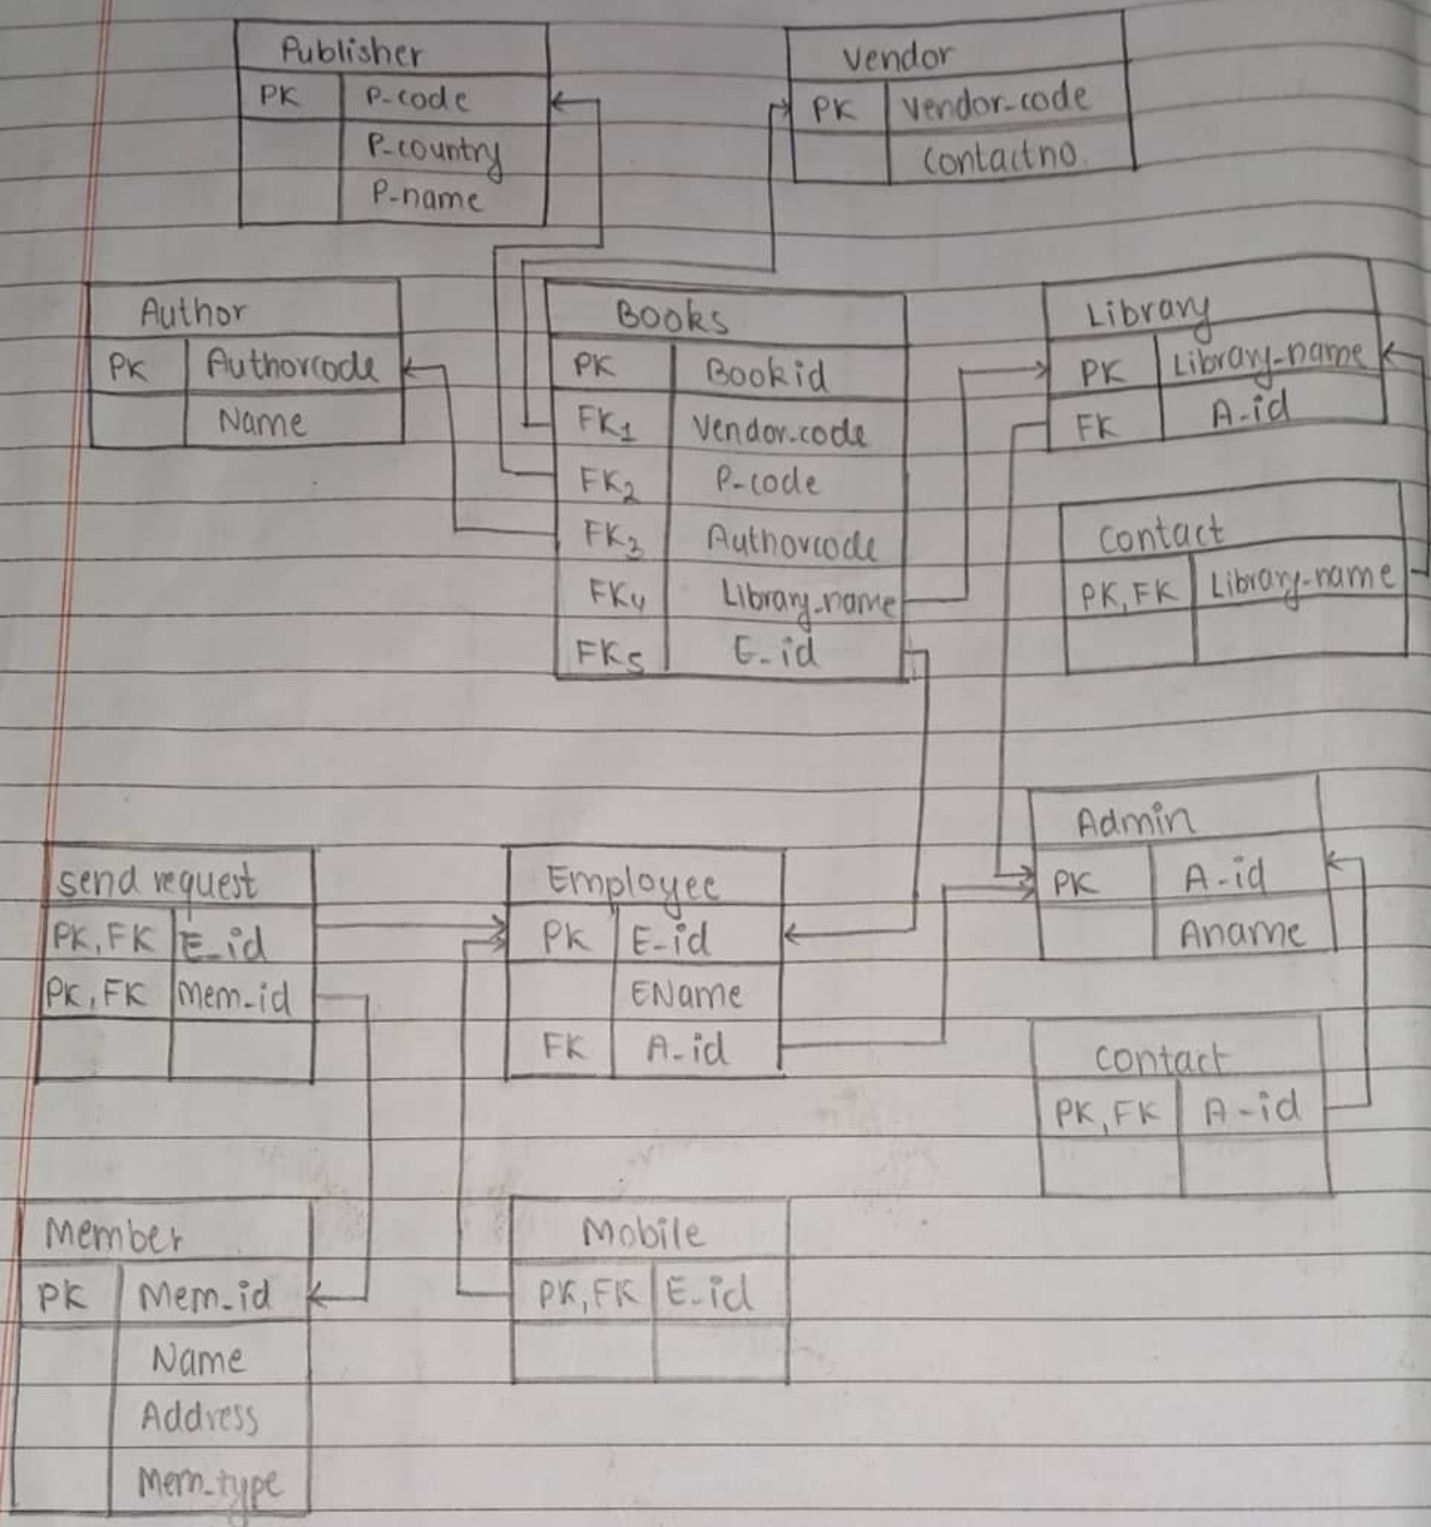 Publisher
PK P-code
P-country
P-name
Vendor
PK Vendor-code
Contactno.
Author
PK Authorcode
Name
Books
PK Bookid
FK1 Vendor-code
FK2 P-code
FK3 Authorcode
FK4 Library-name
FK5 E-id
Library
PK Library-name
FK A-id
Contact
PK, FK Library-name
Admin
PK A-id
Aname
send request
PK, FK E-id
PK, FK Mem-id
Employee
PK E-id
EName
FK A-id
Contact
PK, FK A-id
Member
PK Mem-id
Name
Address
Mem-type
Mobile
PK, FK E-id